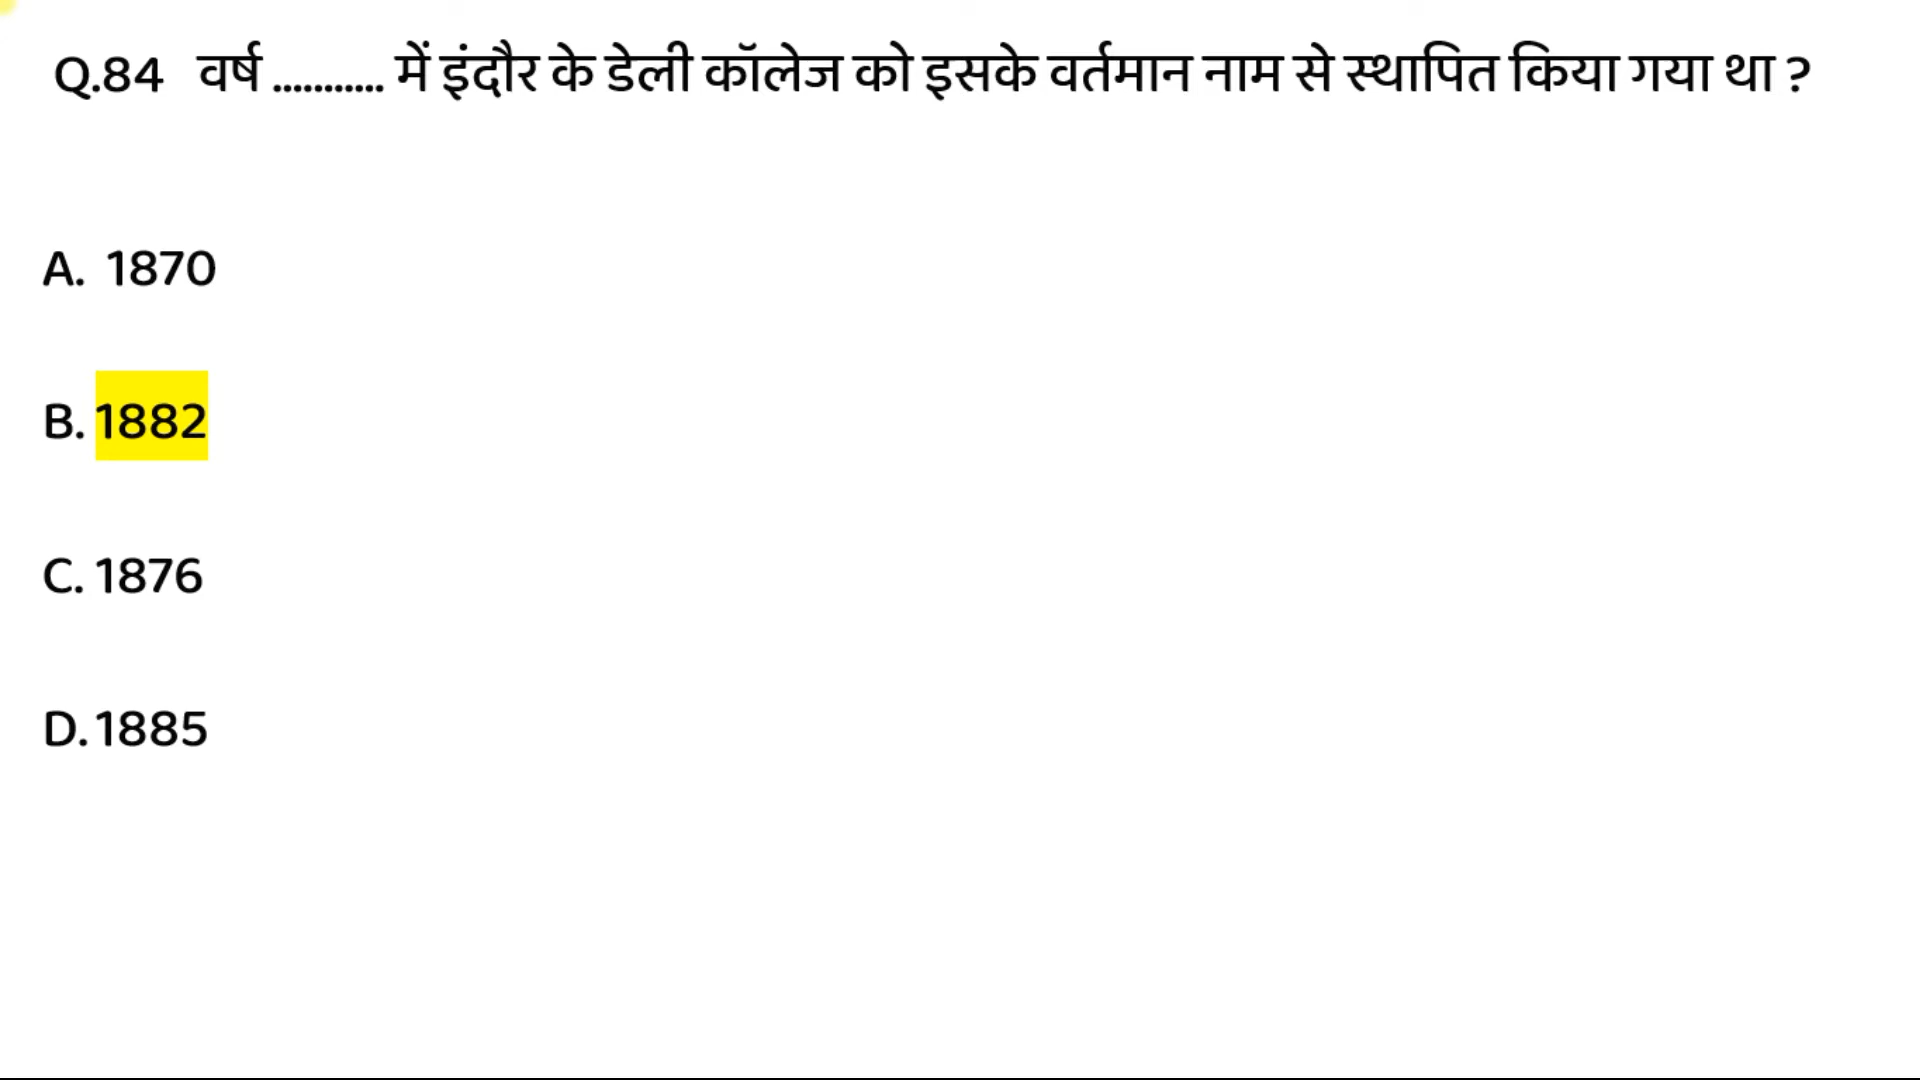 Q.84 वर्ष ........... में इंदौर के डेली कॉलेज को इसके वर्तमान नाम से स्थापित किया गया था ?
A. 1870
B. 1882
C. 1876
D. 1885